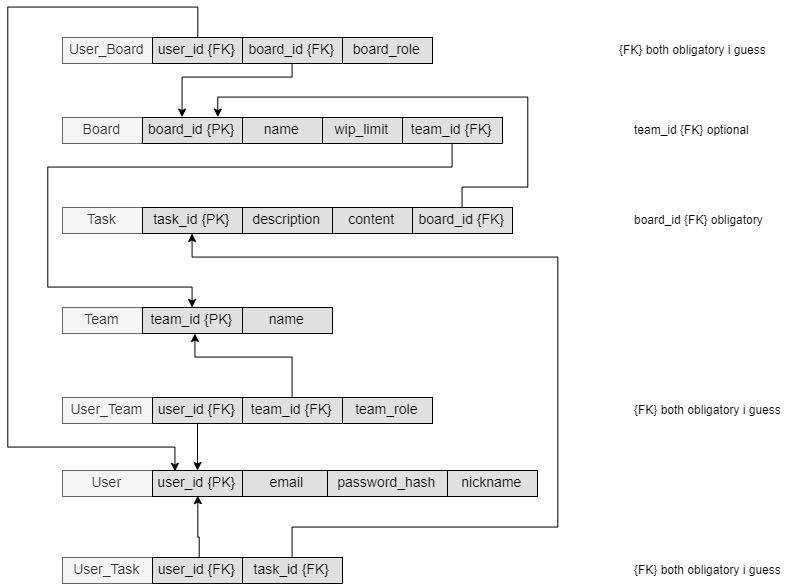 User_Board user_id {FK} board_id {FK} board_role {FK} both obligatory i guess
Board board_id {PK} name wip_limit team_id {FK} team_id {FK} optional
Task task_id {PK} description content board_id {FK} board_id {FK} obligatory
Team team_id {PK} name
User_Team user_id {FK} team_id {FK} team_role {FK} both obligatory i guess
User user_id {PK} email password_hash nickname
User_Task user_id {FK} task_id {FK} {FK} both obligatory i guess